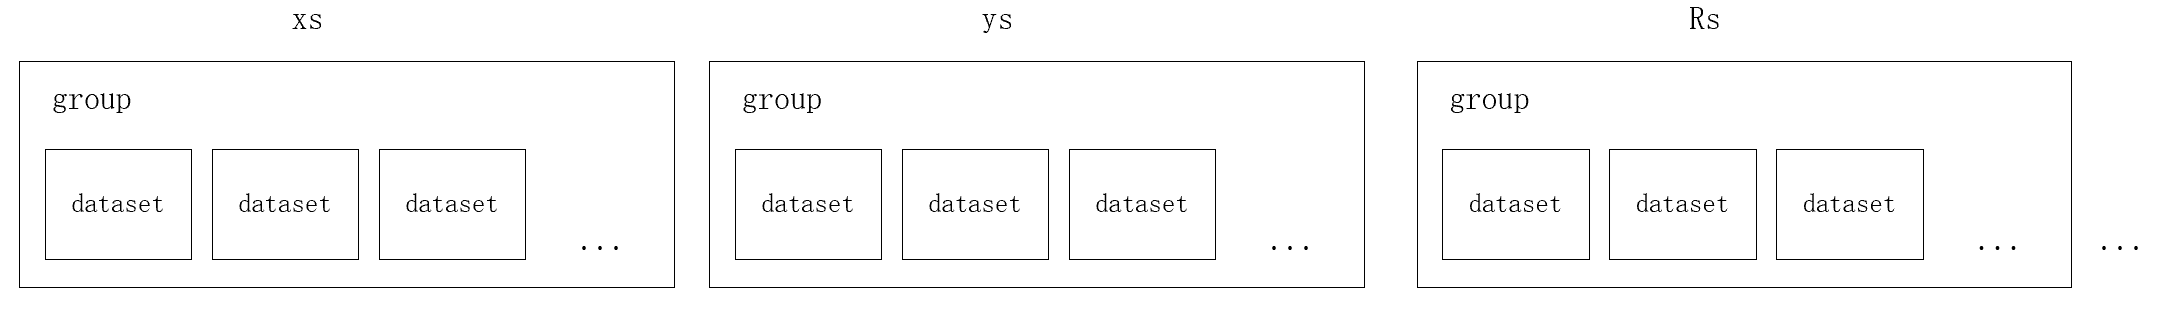 xs ys Rs
group group group
dataset dataset dataset ... dataset dataset dataset ... dataset dataset dataset ... ...